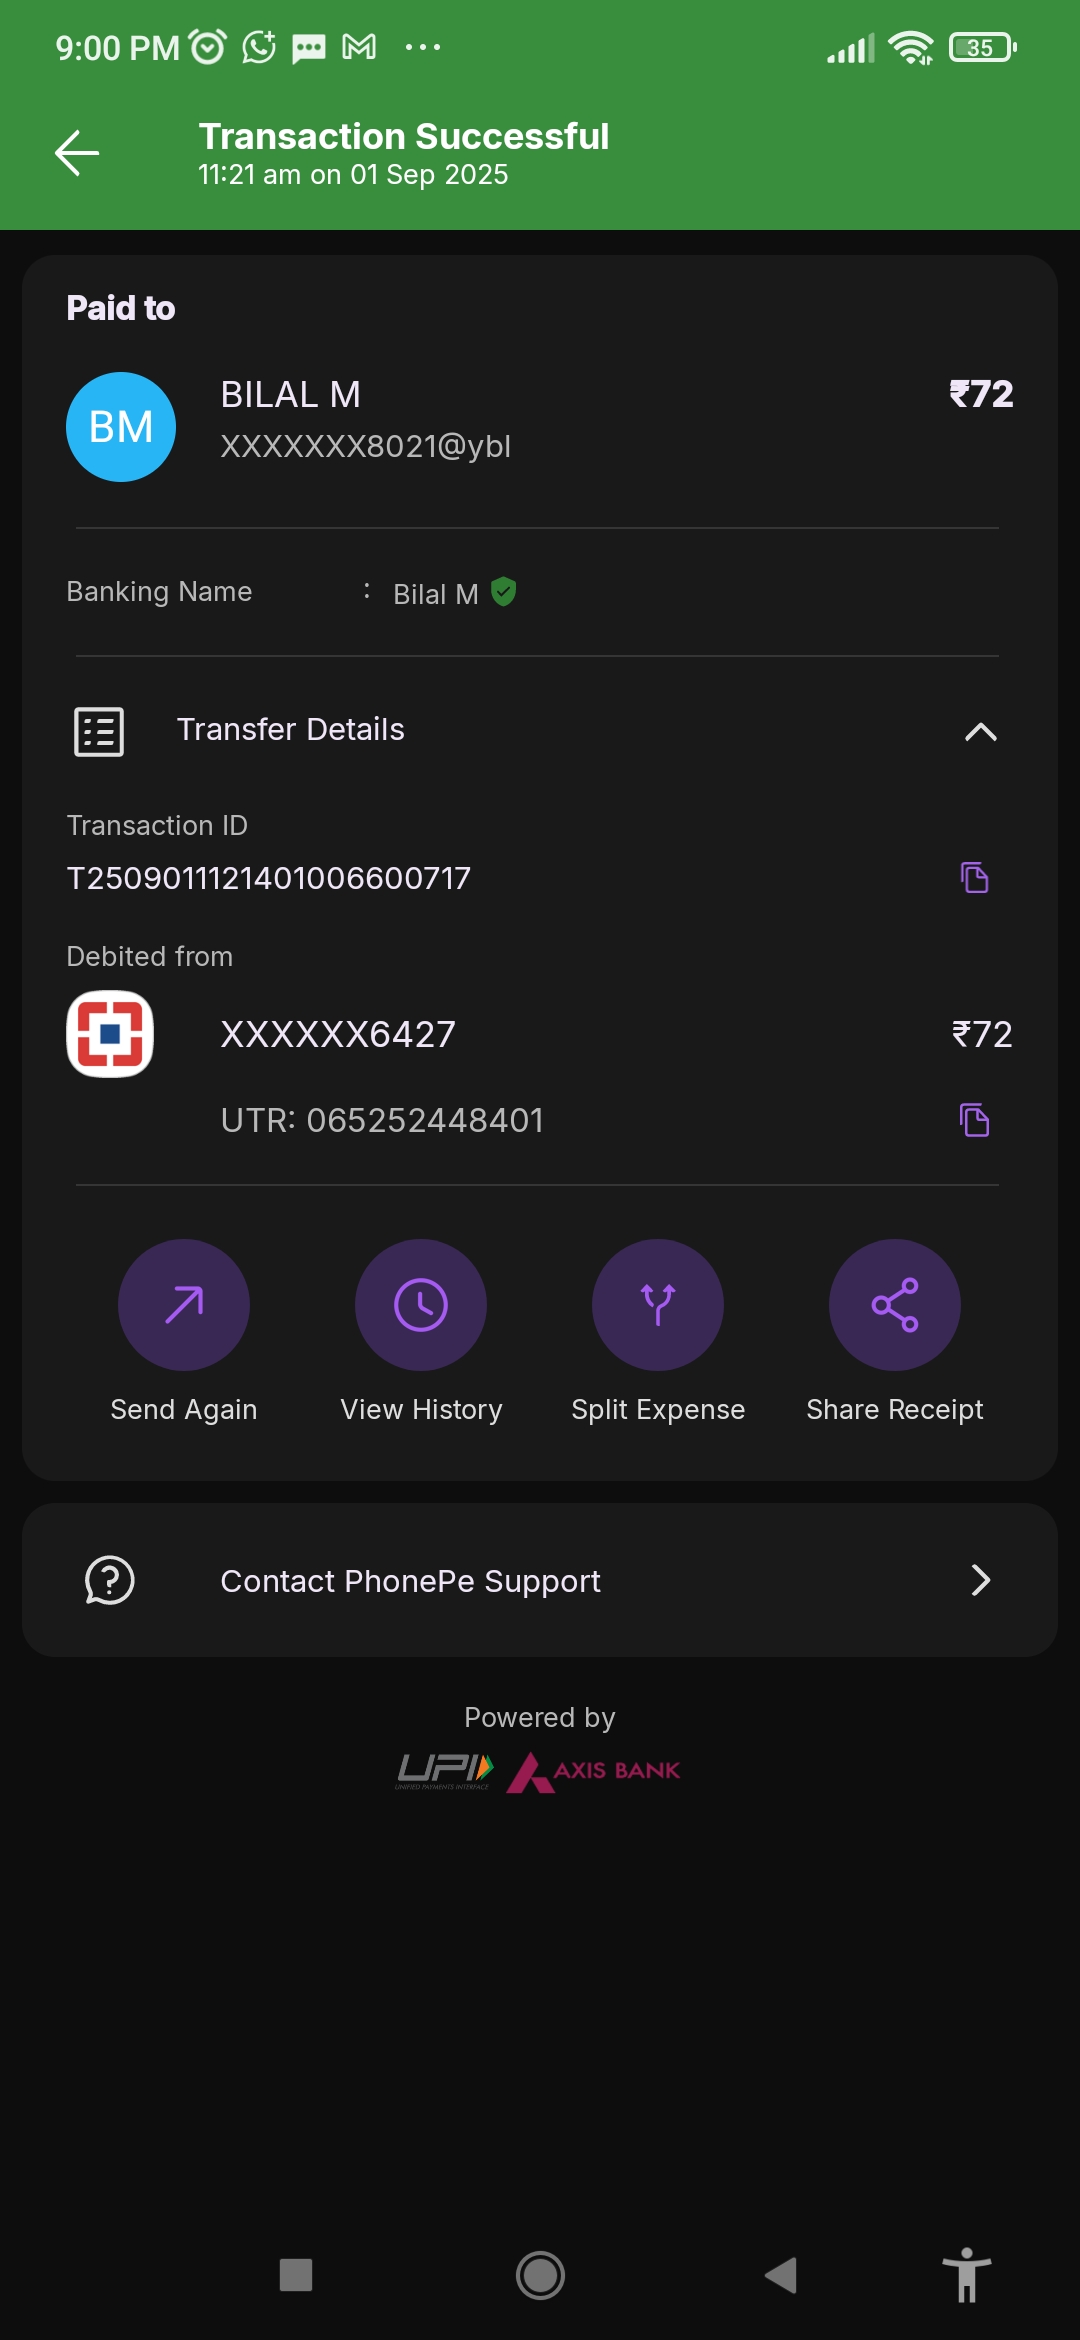 9:00 PM
35
Transaction Successful
11:21 am on 01 Sep 2025
Paid to
BM
BILAL M
₹72
XXXXXXX8021@ybl
Banking Name : Bilal M
Transfer Details
Transaction ID
T2509011121401006600717
Debited from
XXXXXX6427
₹72
UTR: 065252448401
Send Again
View History
Split Expense
Share Receipt
Contact PhonePe Support
Powered by
UPI
UNIFIED PAYMENTS INTERFACE
AXIS BANK